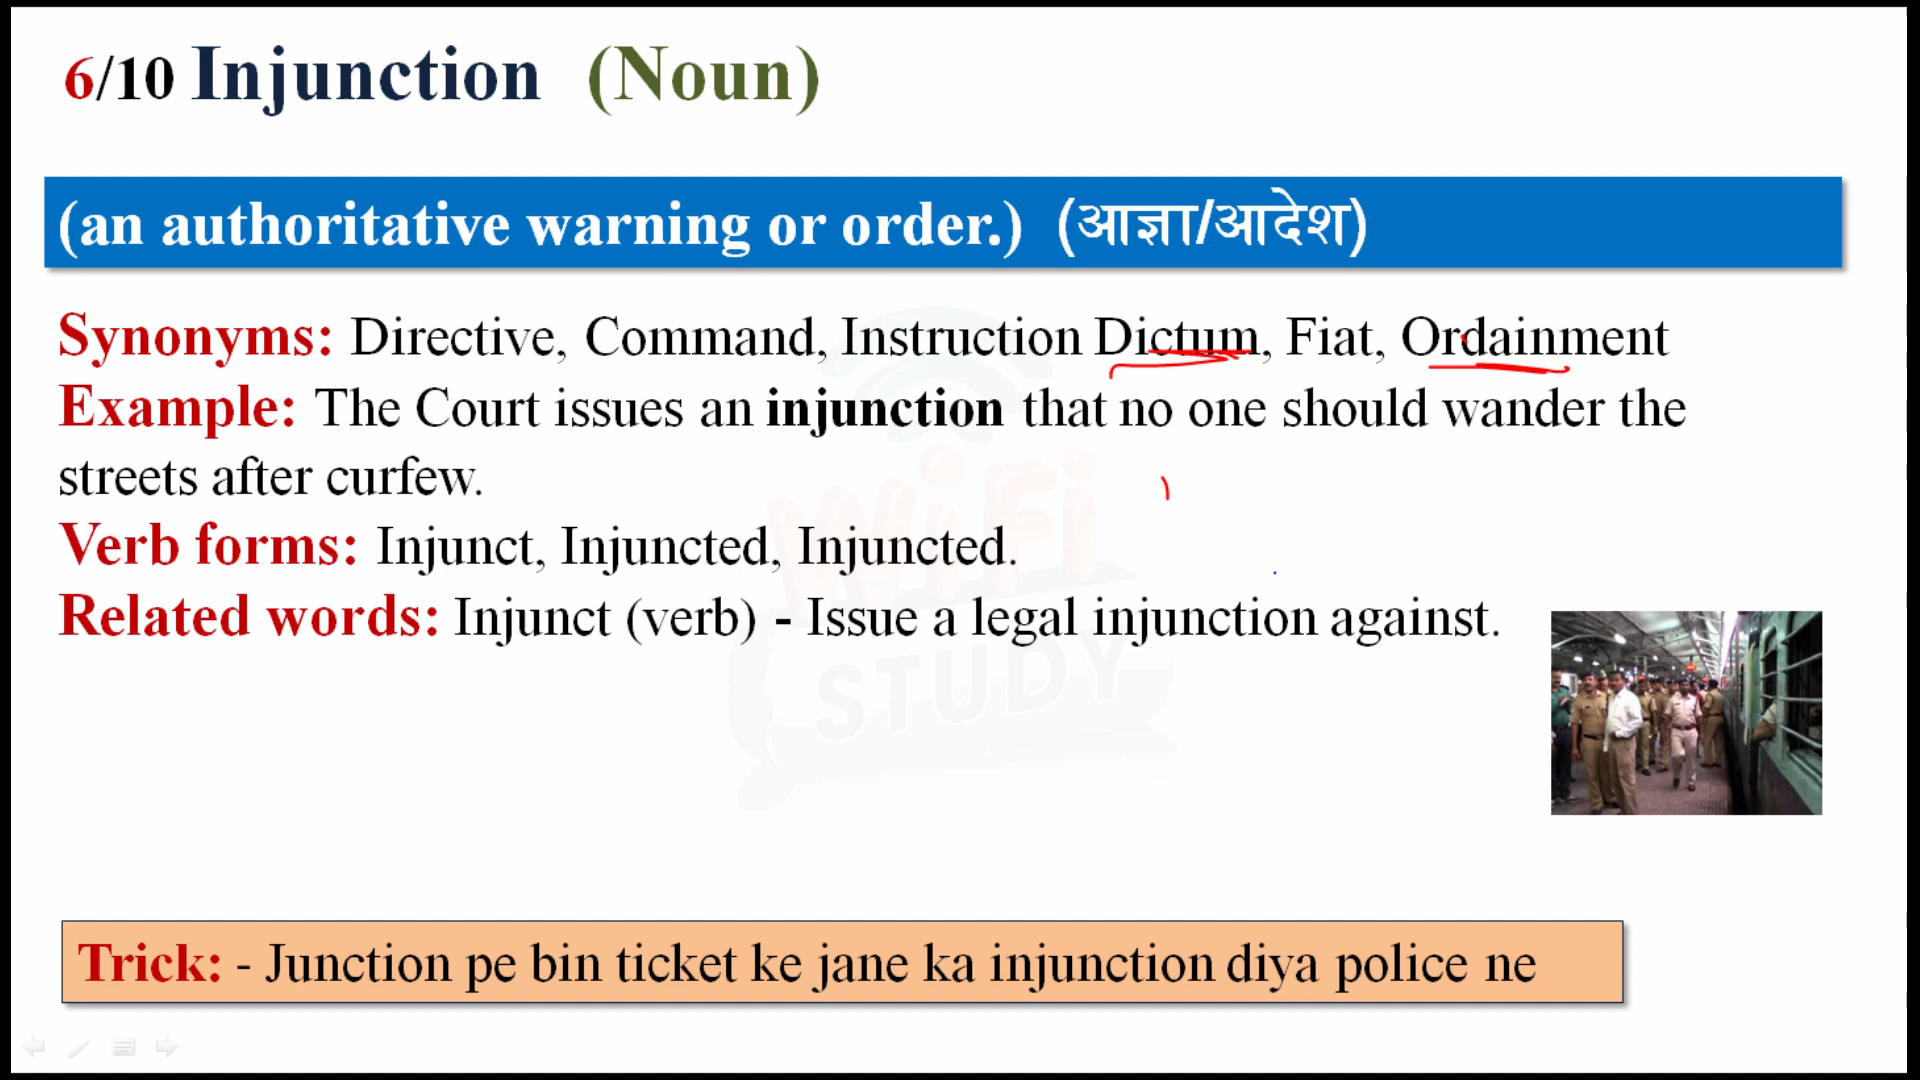 6/10 Injunction (Noun)
(an authoritative warning or order.) (आज्ञा/आदेश)
Synonyms: Directive, Command, Instruction Dictum, Fiat, Ordainment
Example: The Court issues an injunction that no one should wander the
streets after curfew.
Verb forms: Injunct, Injuncted, Injuncted.
Related words: Injunct (verb) - Issue a legal injunction against.
WiFi
STUDY
Trick: - Junction pe bin ticket ke jane ka injunction diya police ne